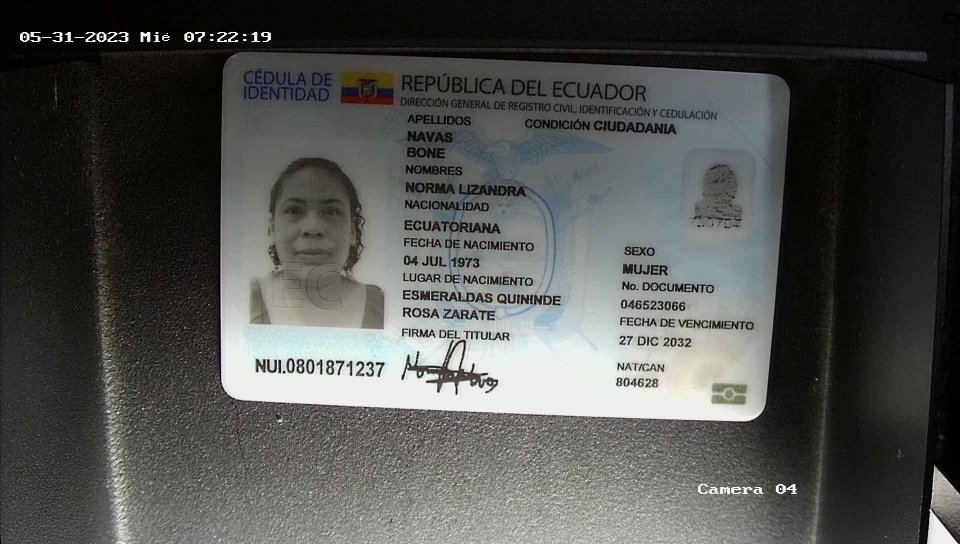 05-31-2023 Mié 07:22:19
CÉDULA DE
IDENTIDAD
REPÚBLICA DEL ECUADOR
DIRECCIÓN GENERAL DE REGISTRO CIVIL, IDENTIFICACIÓN Y CEDULACIÓN
APELLIDOS
CONDICIÓN CIUDADANIA
NAVAS
BONE
NOMBRES
NORMA LIZANDRA
NACIONALIDAD
ECUATORIANA
FECHA DE NACIMIENTO
04 JUL 1973
LUGAR DE NACIMIENTO
ESMERALDAS QUININDE
ROSA ZARATE
FIRMA DEL TITULAR
SEXO
MUJER
No. DOCUMENTO
046523066
FECHA DE VENCIMIENTO
27 DIC 2032
NAT/CAN
804628
EC
NUI.0801871237
Camera 04